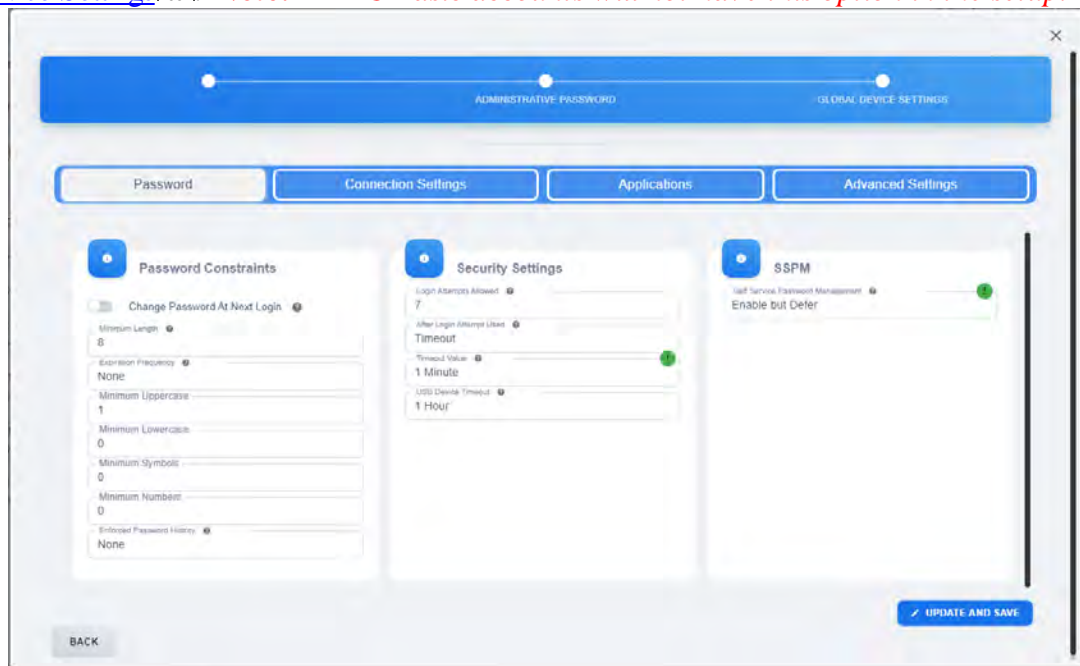 ADMINISTRATIVE PASSWORD
GLOBAL DEVICE SETTINGS
Password
Connection Settings
Applications
Advanced Settings
Password Constraints
Change Password At Next Login
Minimum Length
8
Expiration Frequency
None
Minimum Uppercase
1
Minimum Lowercase
0
Minimum Symbols
0
Minimum Numbers
0
Enforced Password History
None
Security Settings
Login Attempts Allowed
7
After Login Attempt Used
Timeout
Timeout Value
1 Minute
USB Device Timeout
1 Hour
SSPM
Self Service Password Management
Enable but Defer
UPDATE AND SAVE
BACK